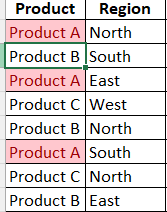 Product Region
Product A North
Product B South
Product A East
Product C West
Product B North
Product A South
Product C North
Product B East